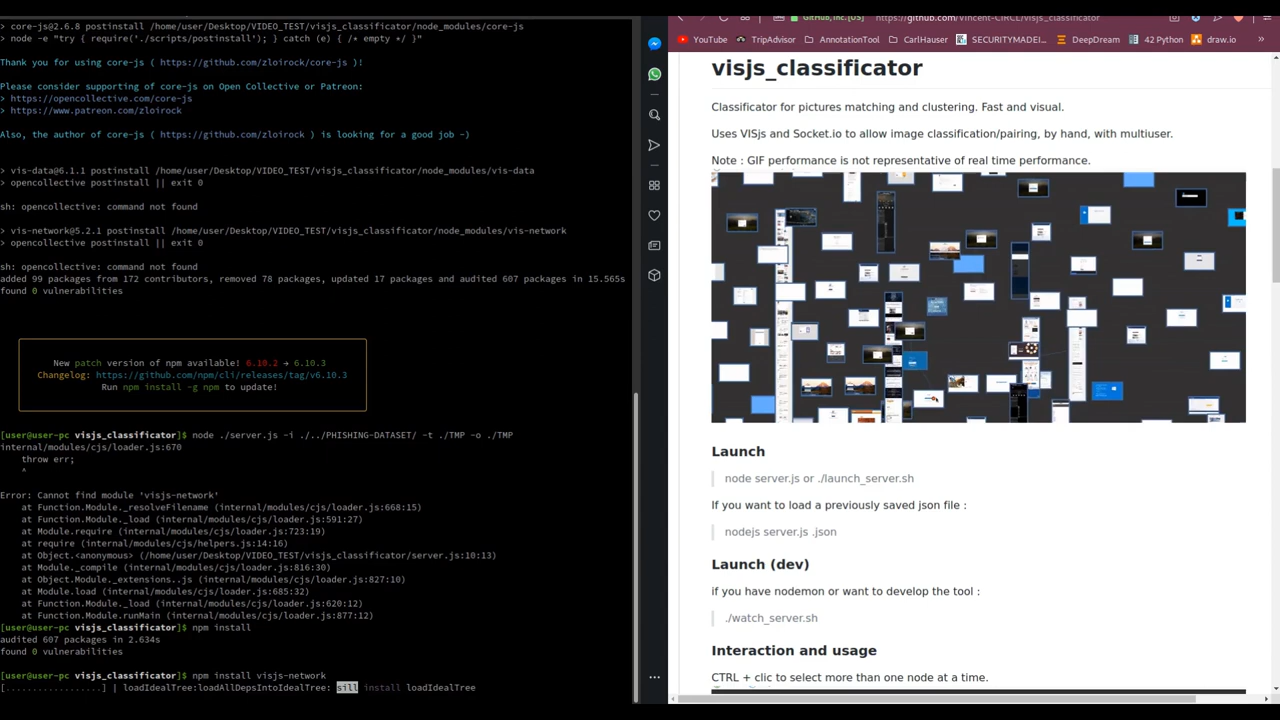 > core-js@2.6.8 postinstall /home/user/Desktop/VIDEO_TEST/visjs_classificator/node_modules/core-js
> node -e "try { require('./scripts/postinstall'); } catch (e) { /* empty */ }"
Thank you for using core-js ( https://github.com/zloirock/core-js )!
Please consider supporting of core-js on Open Collective or Patreon:
> https://opencollective.com/core-js
> https://www.patreon.com/zloirock
Also, the author of core-js ( https://github.com/zloirock ) is looking for a good job -)
> vis-data@6.1.1 postinstall /home/user/Desktop/VIDEO_TEST/visjs_classificator/node_modules/vis-data
> opencollective postinstall || exit 0
sh: opencollective: command not found
> vis-network@5.2.1 postinstall /home/user/Desktop/VIDEO_TEST/visjs_classificator/node_modules/vis-network
> opencollective postinstall || exit 0
sh: opencollective: command not found
added 99 packages from 172 contributors, removed 78 packages, updated 17 packages and audited 607 packages in 15.565s
found 0 vulnerabilities
New patch version of npm available! 6.10.2 → 6.10.3
Changelog: https://github.com/npm/cli/releases/tag/v6.10.3
Run npm install -g npm to update!
[user@user-pc visjs_classificator]$ node ./server.js -i ./../PHISHING-DATASET/ -t ./TMP -o ./TMP
internal/modules/cjs/loader.js:670
throw err;
^
Error: Cannot find module 'visjs-network'
at Function.Module._resolveFilename (internal/modules/cjs/loader.js:668:15)
at Function.Module._load (internal/modules/cjs/loader.js:591:27)
at Module.require (internal/modules/cjs/loader.js:723:19)
at require (internal/modules/cjs/helpers.js:14:16)
at Object.<anonymous> (/home/user/Desktop/VIDEO_TEST/visjs_classificator/server.js:10:13)
at Module._compile (internal/modules/cjs/loader.js:816:30)
at Object.Module._extensions..js (internal/modules/cjs/loader.js:827:10)
at Module.load (internal/modules/cjs/loader.js:685:32)
at Function.Module._load (internal/modules/cjs/loader.js:620:12)
at Function.Module.runMain (internal/modules/cjs/loader.js:877:12)
[user@user-pc visjs_classificator]$ npm install
audited 607 packages in 2.634s
found 0 vulnerabilities
[user@user-pc visjs_classificator]$ npm install visjs-network
[..................] | loadIdealTree:loadAllDepsIntoIdealTree: sill install loadIdealTree
GitHub, Inc. [US] https://github.com/Vincent-CIRCL/visjs_classificator
YouTube TripAdvisor AnnotationTool CarlHauser SECURITYMADEI... DeepDream 42 Python draw.io »
visjs_classificator
Classificator for pictures matching and clustering. Fast and visual.
Uses VISjs and Socket.io to allow image classification/pairing, by hand, with multiuser.
Note : GIF performance is not representative of real time performance.
Launch
node server.js or ./launch_server.sh
If you want to load a previously saved json file :
nodejs server.js .json
Launch (dev)
if you have nodemon or want to develop the tool :
./watch_server.sh
Interaction and usage
CTRL + clic to select more than one node at a time.